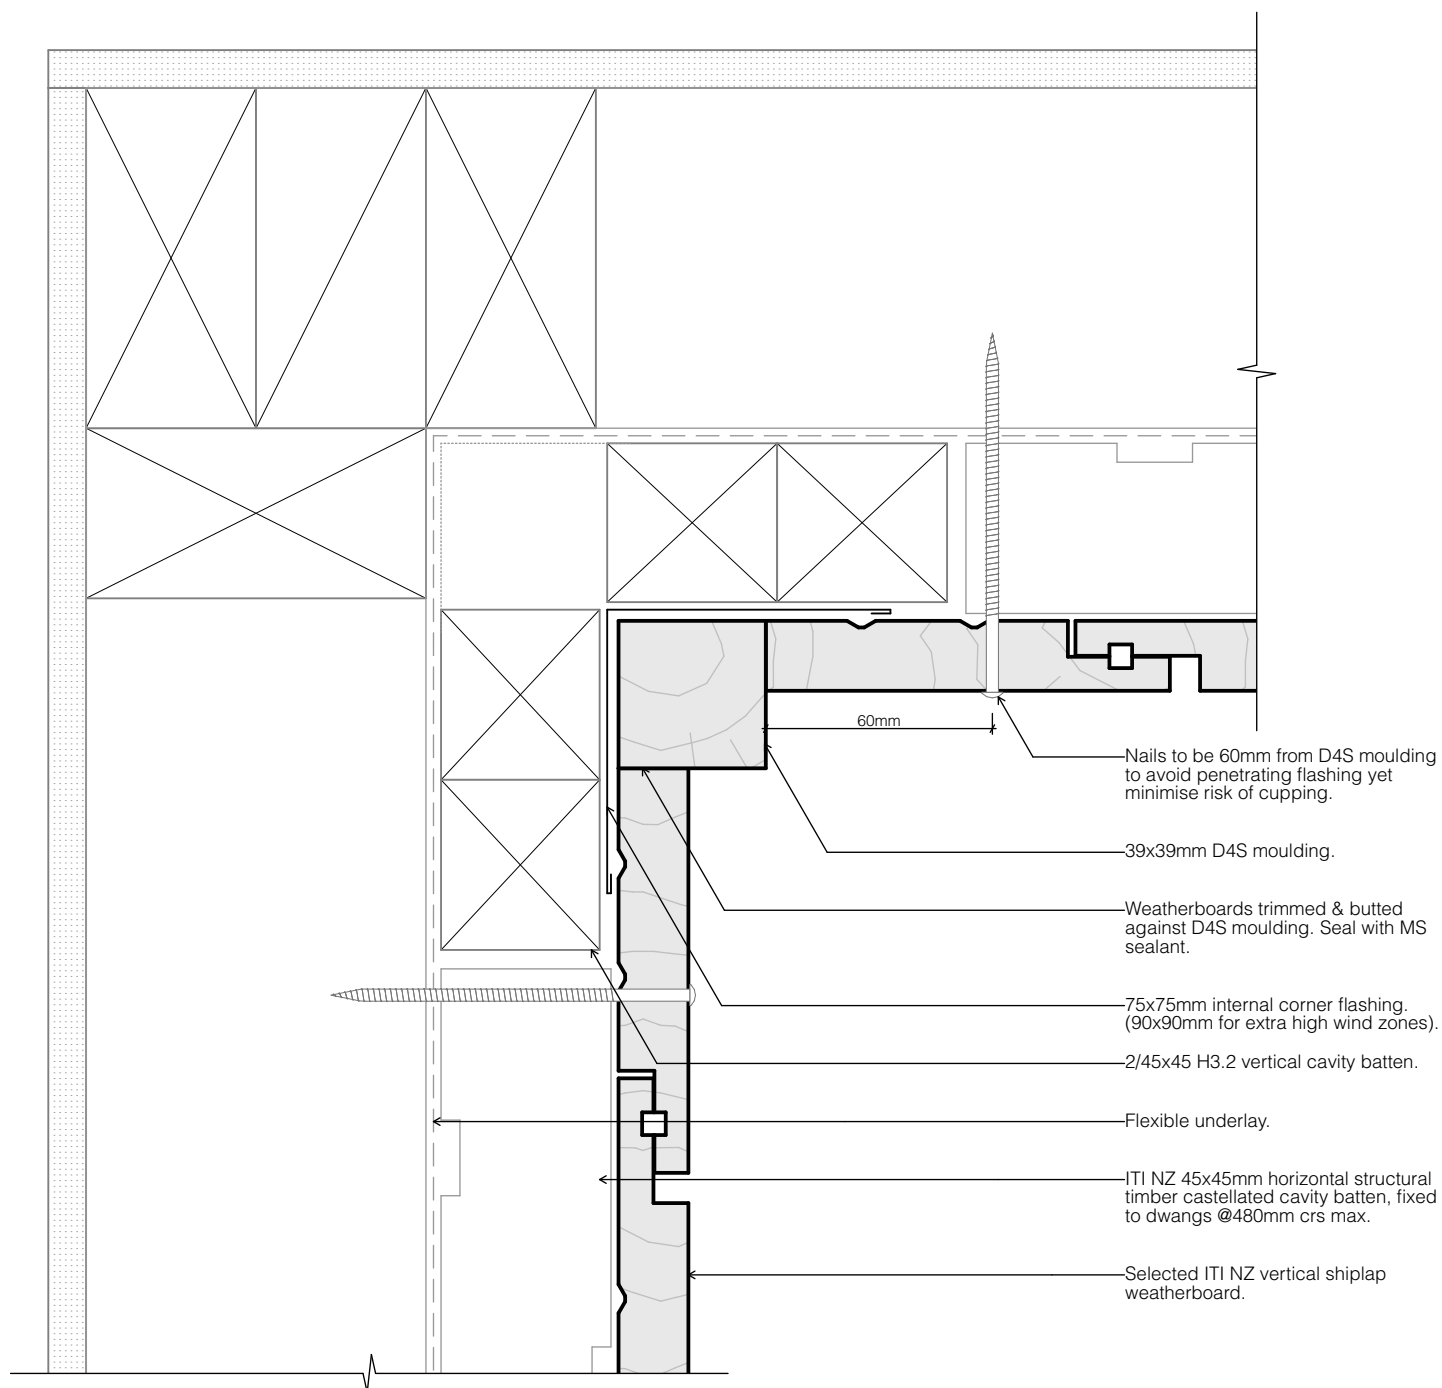 60mm
Nails to be 60mm from D4S moulding
to avoid penetrating flashing yet
minimise risk of cupping.
39x39mm D4S moulding.
Weatherboards trimmed & butted
against D4S moulding. Seal with MS
sealant.
75x75mm internal corner flashing.
(90x90mm for extra high wind zones).
2/45x45 H3.2 vertical cavity batten.
Flexible underlay.
ITI NZ 45x45mm horizontal structural
timber castellated cavity batten, fixed
to dwangs @480mm crs max.
Selected ITI NZ vertical shiplap
weatherboard.